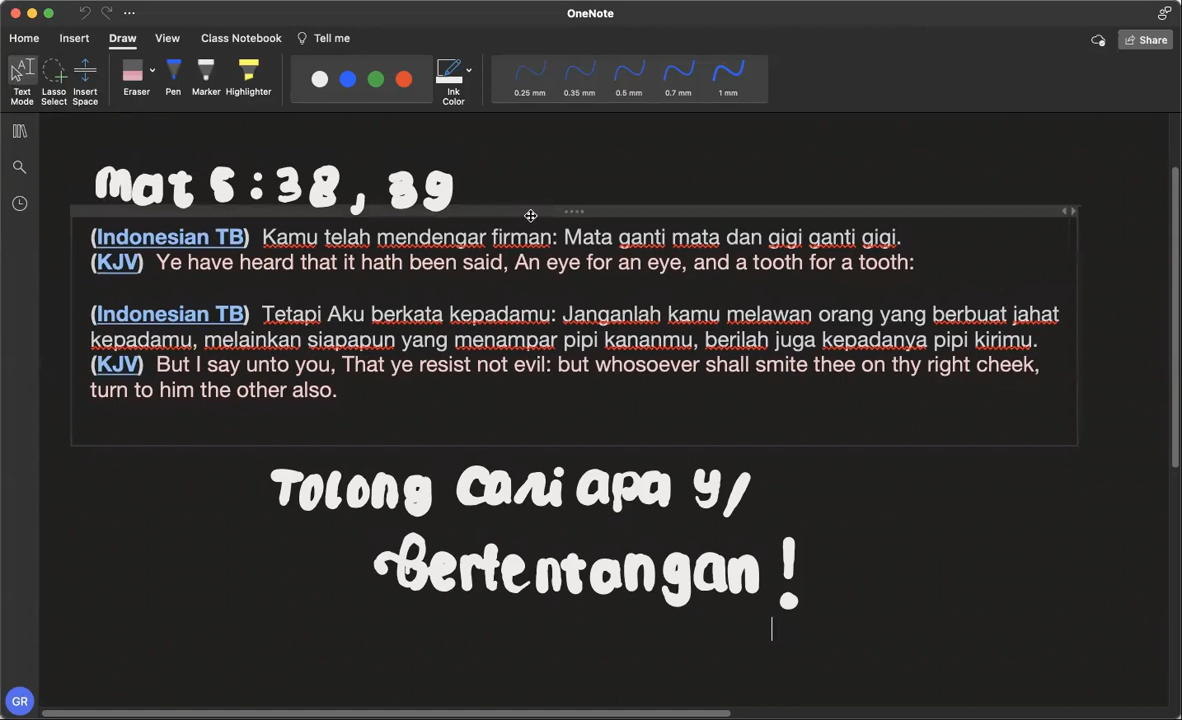 OneNote
Home Insert Draw View Class Notebook Tell me
Share
Text Mode
Lasso Select
Insert Space
Eraser
Pen
Marker
Highlighter
Ink Color
0.25 mm 0.35 mm 0.5 mm 0.7 mm 1 mm
Mat 5:38, 39
(Indonesian TB) Kamu telah mendengar firman: Mata ganti mata dan gigi ganti gigi.
(KJV) Ye have heard that it hath been said, An eye for an eye, and a tooth for a tooth:
(Indonesian TB) Tetapi Aku berkata kepadamu: Janganlah kamu melawan orang yang berbuat jahat
kepadamu, melainkan siapapun yang menampar pipi kananmu, berilah juga kepadanya pipi kirimu.
(KJV) But I say unto you, That ye resist not evil: but whosoever shall smite thee on thy right cheek,
turn to him the other also.
Tolong Cari apa y/
Bertentangan!
GR